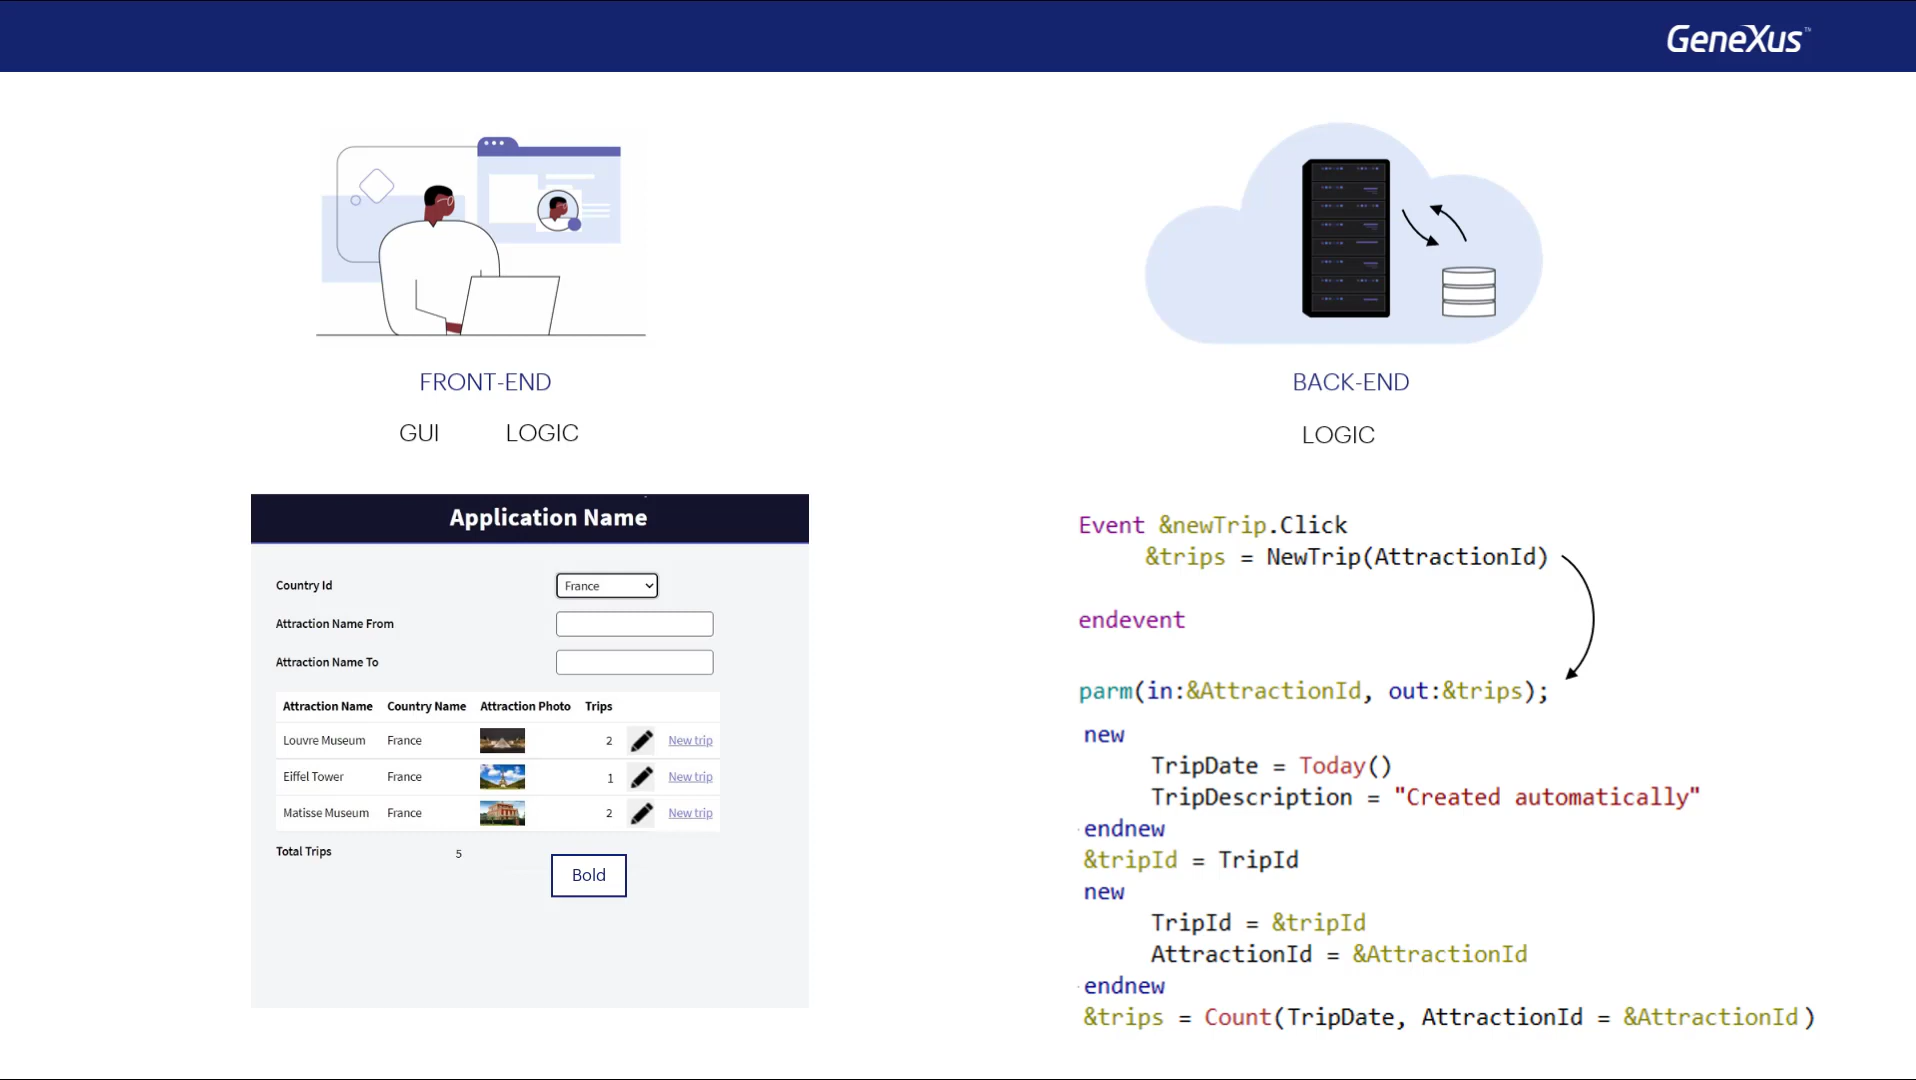 GeneXus™
FRONT-END
GUI LOGIC
Application Name
Country Id France
Attraction Name From
Attraction Name To
Attraction Name Country Name Attraction Photo Trips
Louvre Museum France 2 New trip
Eiffel Tower France 1 New trip
Matisse Museum France 2 New trip
Total Trips 5
Bold
BACK-END
LOGIC
Event &newTrip.Click
&trips = NewTrip(AttractionId)
endevent
parm(in:&AttractionId, out:&trips);
new
TripDate = Today()
TripDescription = "Created automatically"
endnew
&tripId = TripId
new
TripId = &tripId
AttractionId = &AttractionId
endnew
&trips = Count(TripDate, AttractionId = &AttractionId)